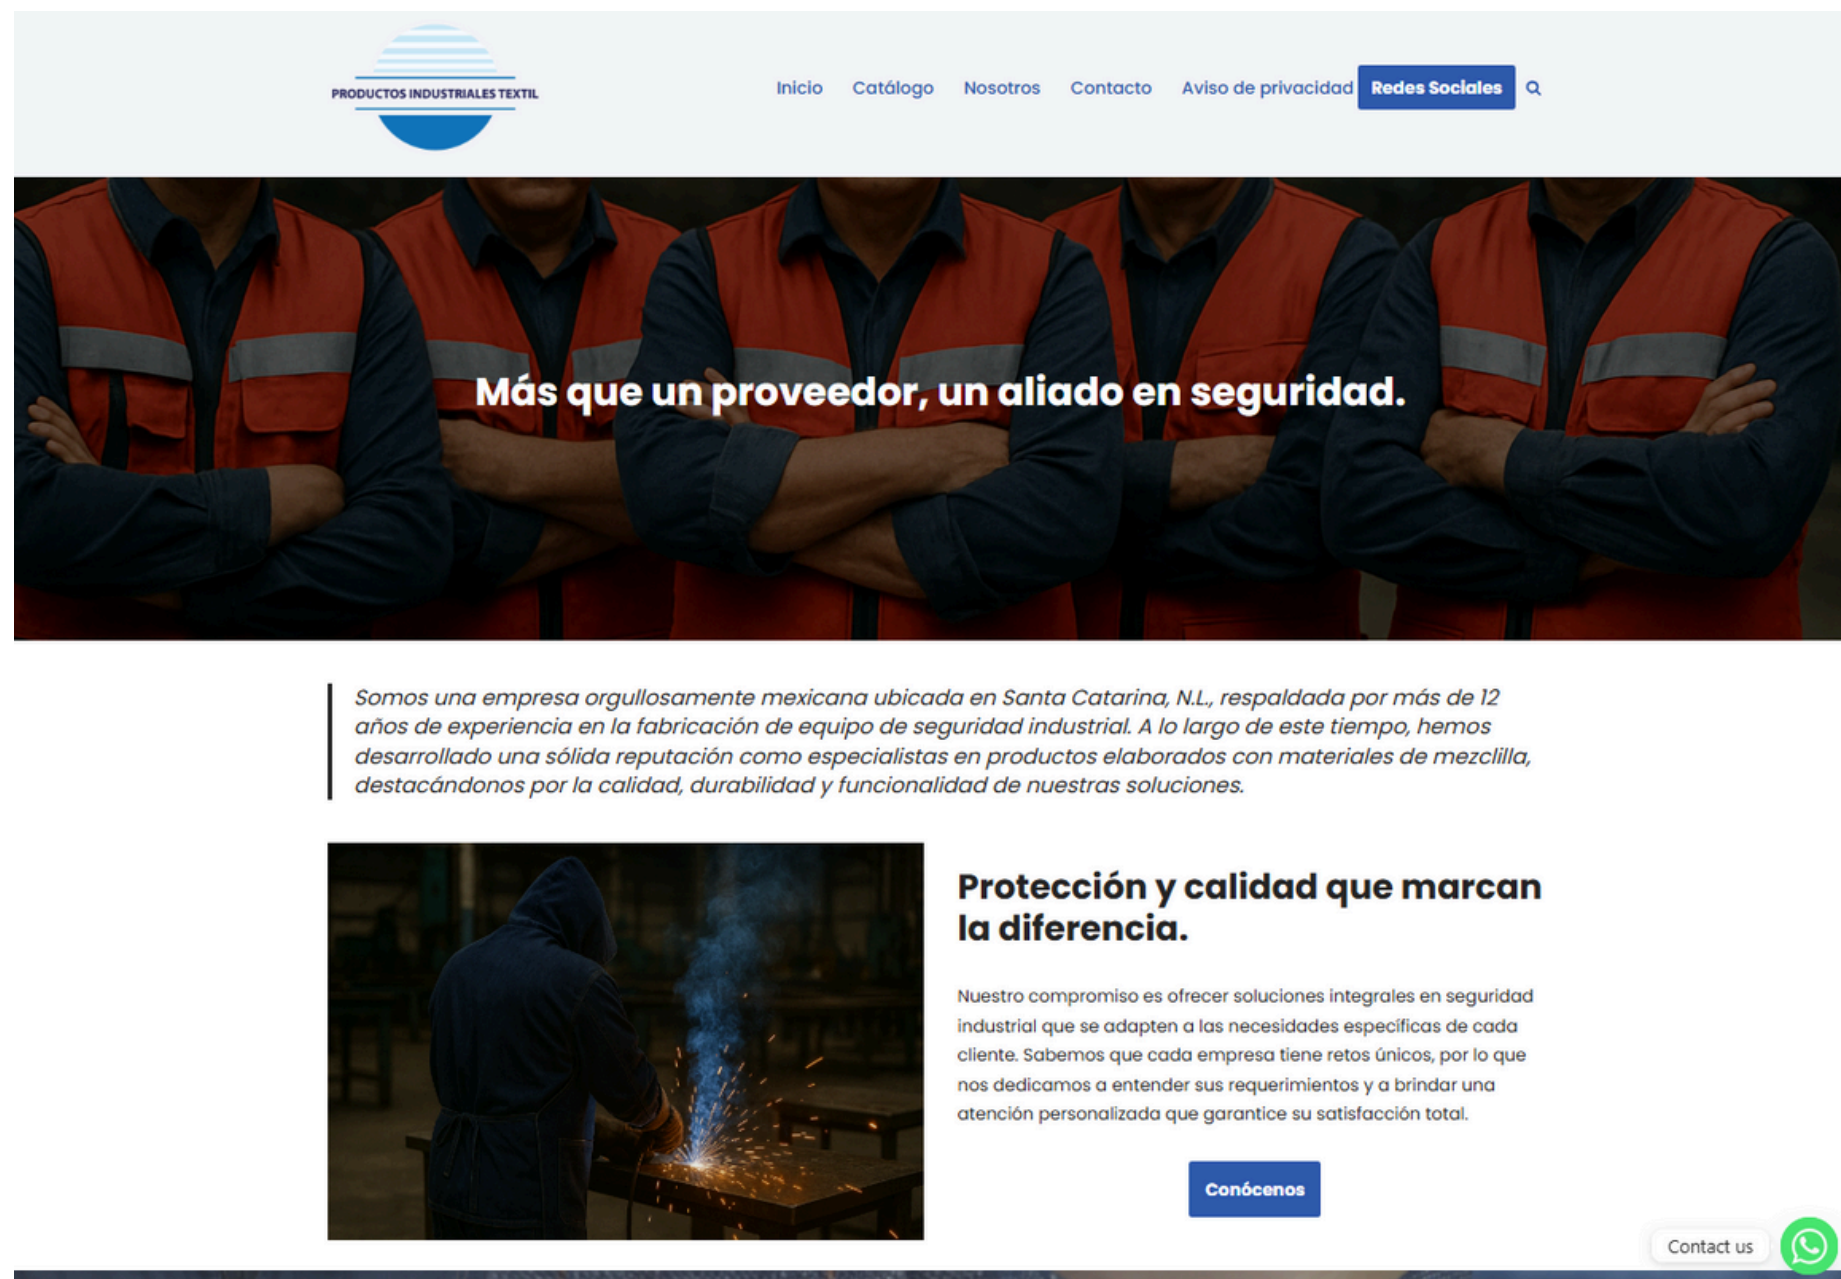 PRODUCTOS INDUSTRIALES TEXTIL
Inicio Catálogo Nosotros Contacto Aviso de privacidad Redes Sociales
Más que un proveedor, un aliado en seguridad.
Somos una empresa orgullosamente mexicana ubicada en Santa Catarina, N.L., respaldada por más de 12
años de experiencia en la fabricación de equipo de seguridad industrial. A lo largo de este tiempo, hemos
desarrollado una sólida reputación como especialistas en productos elaborados con materiales de mezclilla,
destacándonos por la calidad, durabilidad y funcionalidad de nuestras soluciones.
Protección y calidad que marcan
la diferencia.
Nuestro compromiso es ofrecer soluciones integrales en seguridad
industrial que se adapten a las necesidades específicas de cada
cliente. Sabemos que cada empresa tiene retos únicos, por lo que
nos dedicamos a entender sus requerimientos y a brindar una
atención personalizada que garantice su satisfacción total.
Conócenos
Contact us